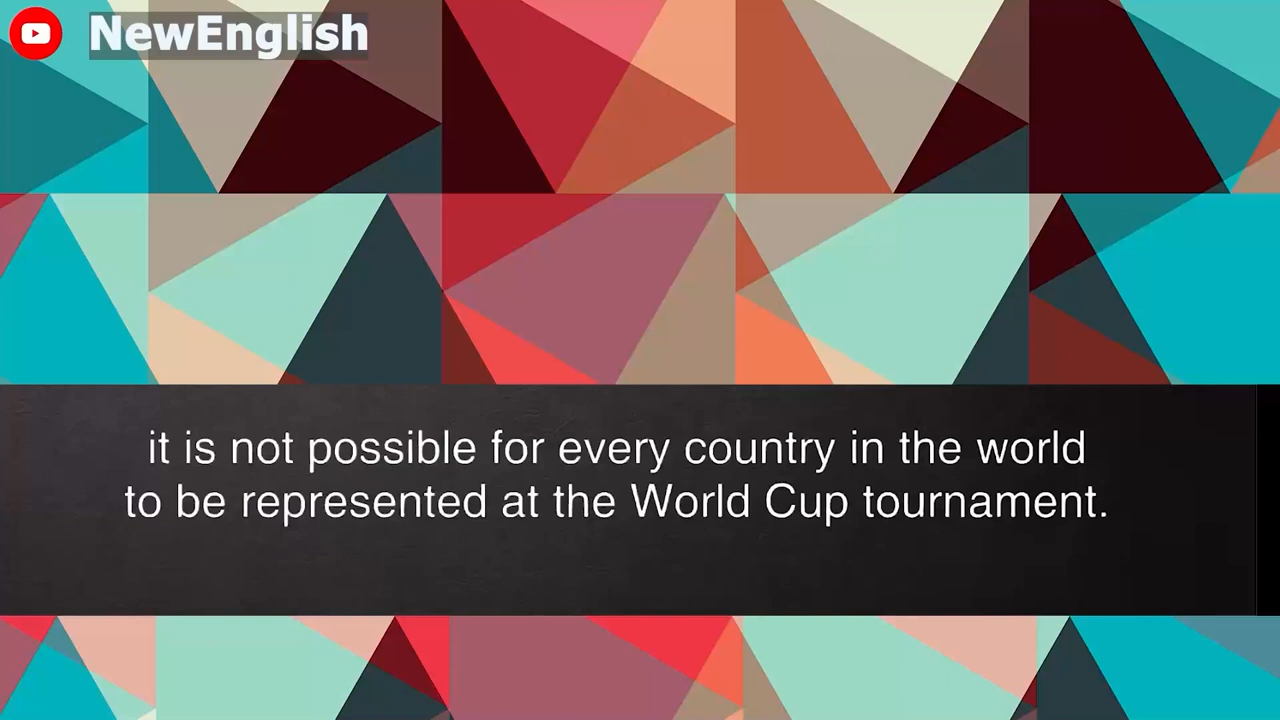 NewEnglish
it is not possible for every country in the world
to be represented at the World Cup tournament.